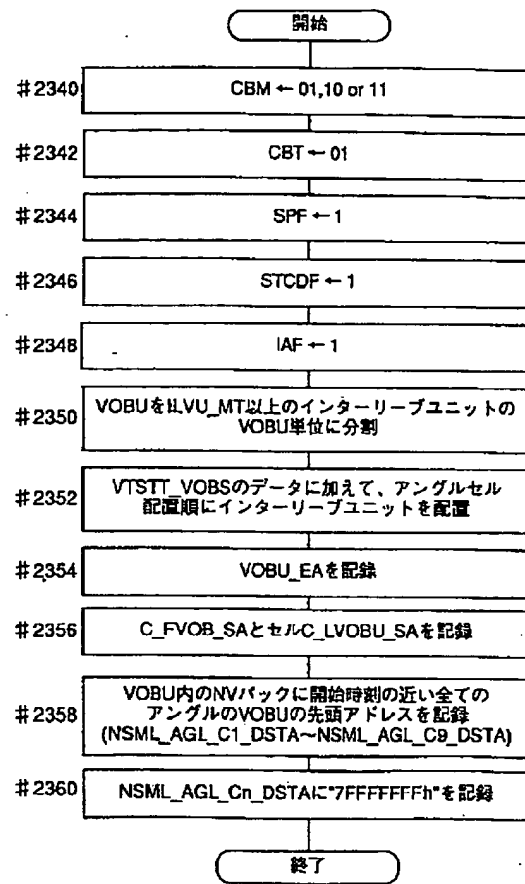 開始
#2340
CBM ← 01,10 or 11
#2342
CBT ← 01
#2344
SPF ← 1
#2346
STCDF ← 1
#2348
IAF ← 1
#2350
VOBUをILVU_MT以上のインターリーブユニットの
VOBU単位に分割
#2352
VTSTT_VOBSのデータに加えて、アングルセル
配置順にインターリーブユニットを配置
#2354
VOBU_EAを記録
#2356
C_FVOB_SAとセルC_LVOBU_SAを記録
#2358
VOBU内のNVパックに開始時刻の近い全ての
アングルのVOBUの先頭アドレスを記録
(NSML_AGL_C1_DSTA～NSML_AGL_C9_DSTA)
#2360
NSML_AGL_Cn_DSTAに"7FFFFFFFh"を記録
終了